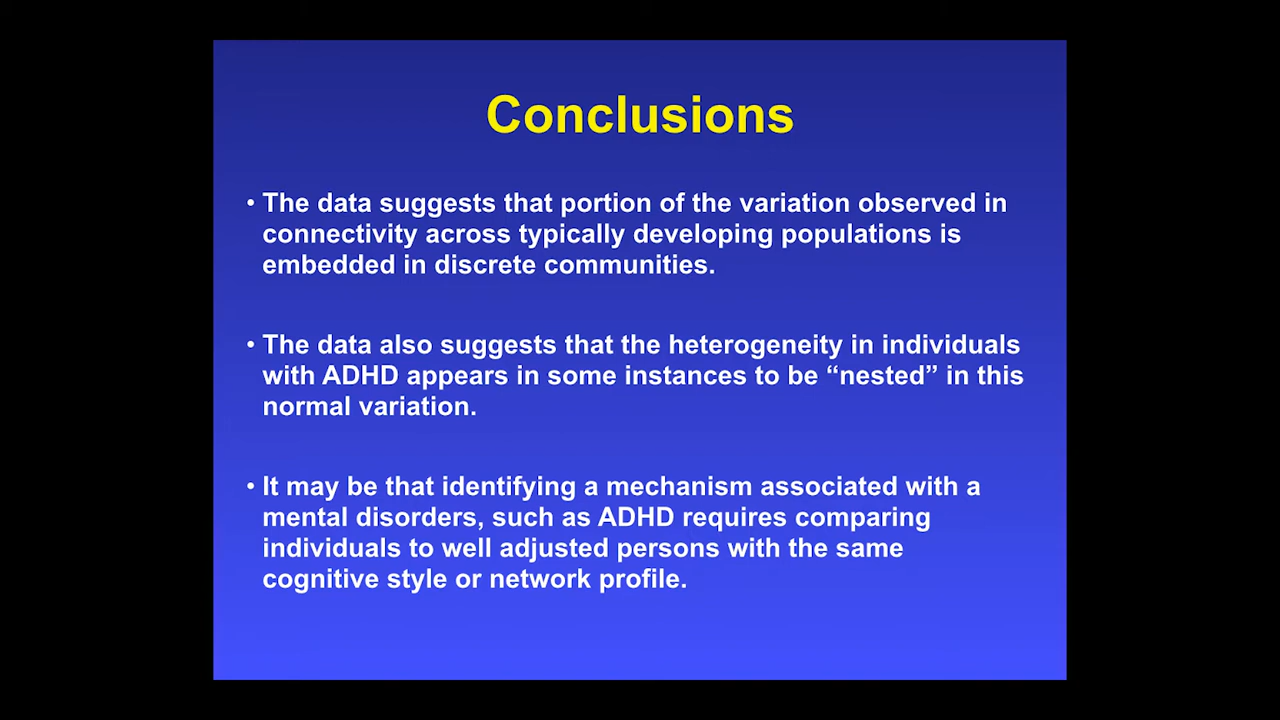 Conclusions
• The data suggests that portion of the variation observed in
connectivity across typically developing populations is
embedded in discrete communities.
• The data also suggests that the heterogeneity in individuals
with ADHD appears in some instances to be “nested” in this
normal variation.
• It may be that identifying a mechanism associated with a
mental disorders, such as ADHD requires comparing
individuals to well adjusted persons with the same
cognitive style or network profile.